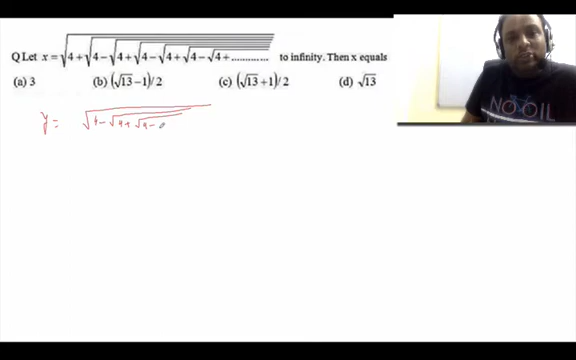 Q Let x = √4+√4−√4+√4−√4+√4−√4+............. to infinity. Then x equals
(a) 3 (b) (√13−1)/2 (c) (√13+1)/2 (d) √13
y = √4−√4+√4−
NO OIL